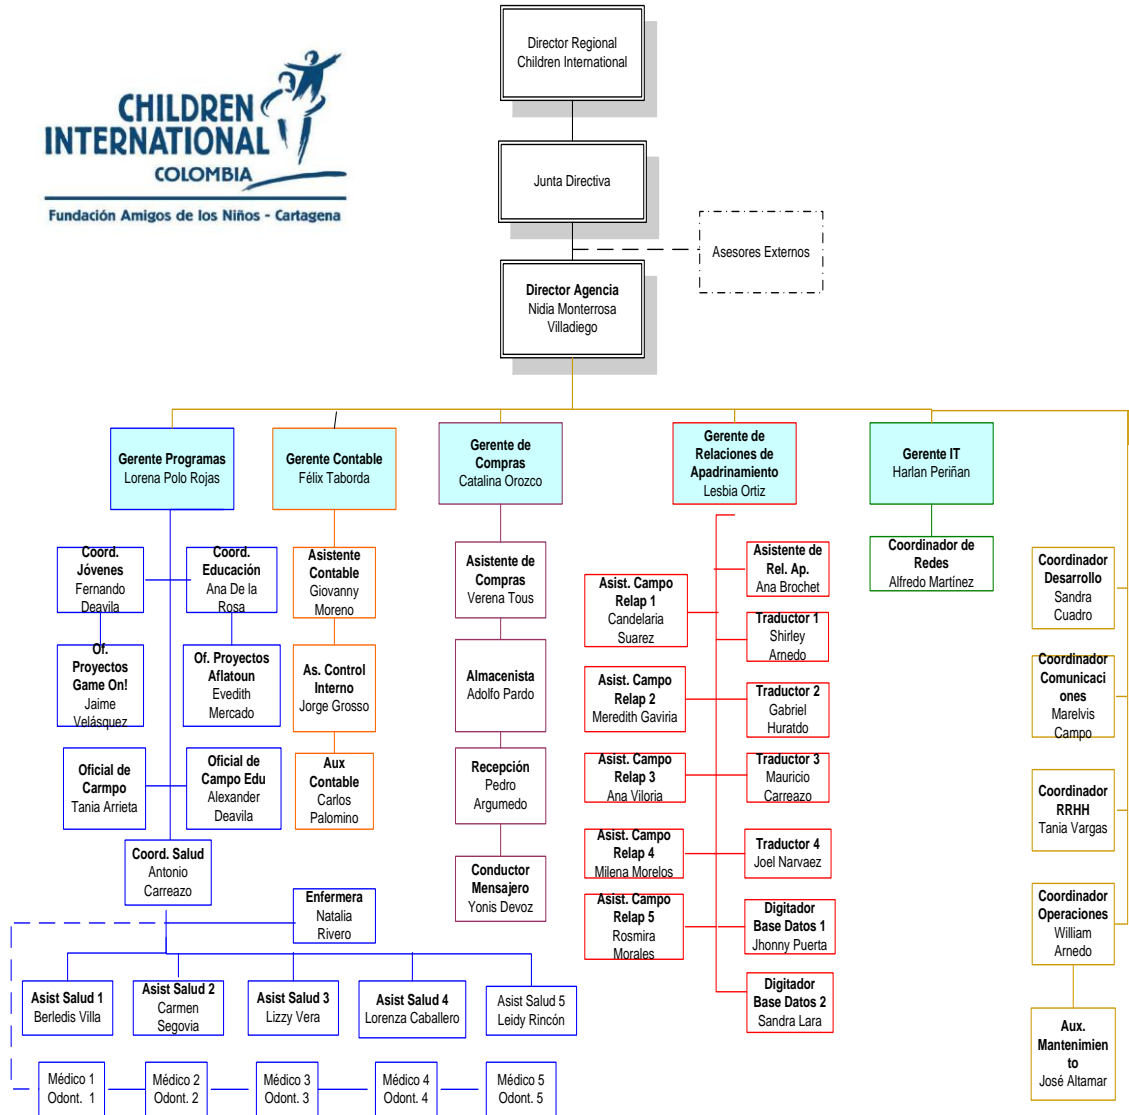 CHILDREN
INTERNATIONAL
COLOMBIA
Fundación Amigos de los Niños - Cartagena
Director Regional
Children International
Junta Directiva
Asesores Externos
Director Agencia
Nidia Monterrosa
Villadiego
Gerente Programas
Lorena Polo Rojas
Gerente Contable
Félix Taborda
Gerente de
Compras
Catalina Orozco
Gerente de
Relaciones de
Apadrinamiento
Lesbia Ortiz
Gerente IT
Harlan Periñan
Coord.
Jóvenes
Fernando
Deavila
Coord.
Educación
Ana De la
Rosa
Of.
Proyectos
Game On!
Jaime
Velásquez
Of. Proyectos
Aflatoun
Evedith
Mercado
Oficial de
Carmpo
Tania Arrieta
Oficial de
Campo Edu
Alexander
Deavila
Coord. Salud
Antonio
Carreazo
Enfermera
Natalia
Rivero
Asist Salud 1
Berledis Villa
Asist Salud 2
Carmen
Segovia
Asist Salud 3
Lizzy Vera
Asist Salud 4
Lorenza Caballero
Asist Salud 5
Leidy Rincón
Médico 1
Odont. 1
Médico 2
Odont. 2
Médico 3
Odont. 3
Médico 4
Odont. 4
Médico 5
Odont. 5
Asistente
Contable
Giovanny
Moreno
As. Control
Interno
Jorge Grosso
Aux
Contable
Carlos
Palomino
Asistente de
Compras
Verena Tous
Almacenista
Adolfo Pardo
Recepción
Pedro
Argumedo
Conductor
Mensajero
Yonis Devoz
Asist. Campo
Relap 1
Candelaria
Suarez
Asist. Campo
Relap 2
Meredith Gaviria
Asist. Campo
Relap 3
Ana Viloria
Asist. Campo
Relap 4
Milena Morelos
Asist. Campo
Relap 5
Rosmira
Morales
Asistente de
Rel. Ap.
Ana Brochet
Traductor 1
Shirley
Arnedo
Traductor 2
Gabriel
Huratdo
Traductor 3
Mauricio
Carreazo
Traductor 4
Joel Narvaez
Digitador
Base Datos 1
Jhonny Puerta
Digitador
Base Datos 2
Sandra Lara
Coordinador de
Redes
Alfredo Martínez
Coordinador
Desarrollo
Sandra
Cuadro
Coordinador
Comunicaci
ones
Marelvis
Campo
Coordinador
RRHH
Tania Vargas
Coordinador
Operaciones
William
Arnedo
Aux.
Mantenimien
to
José Altamar